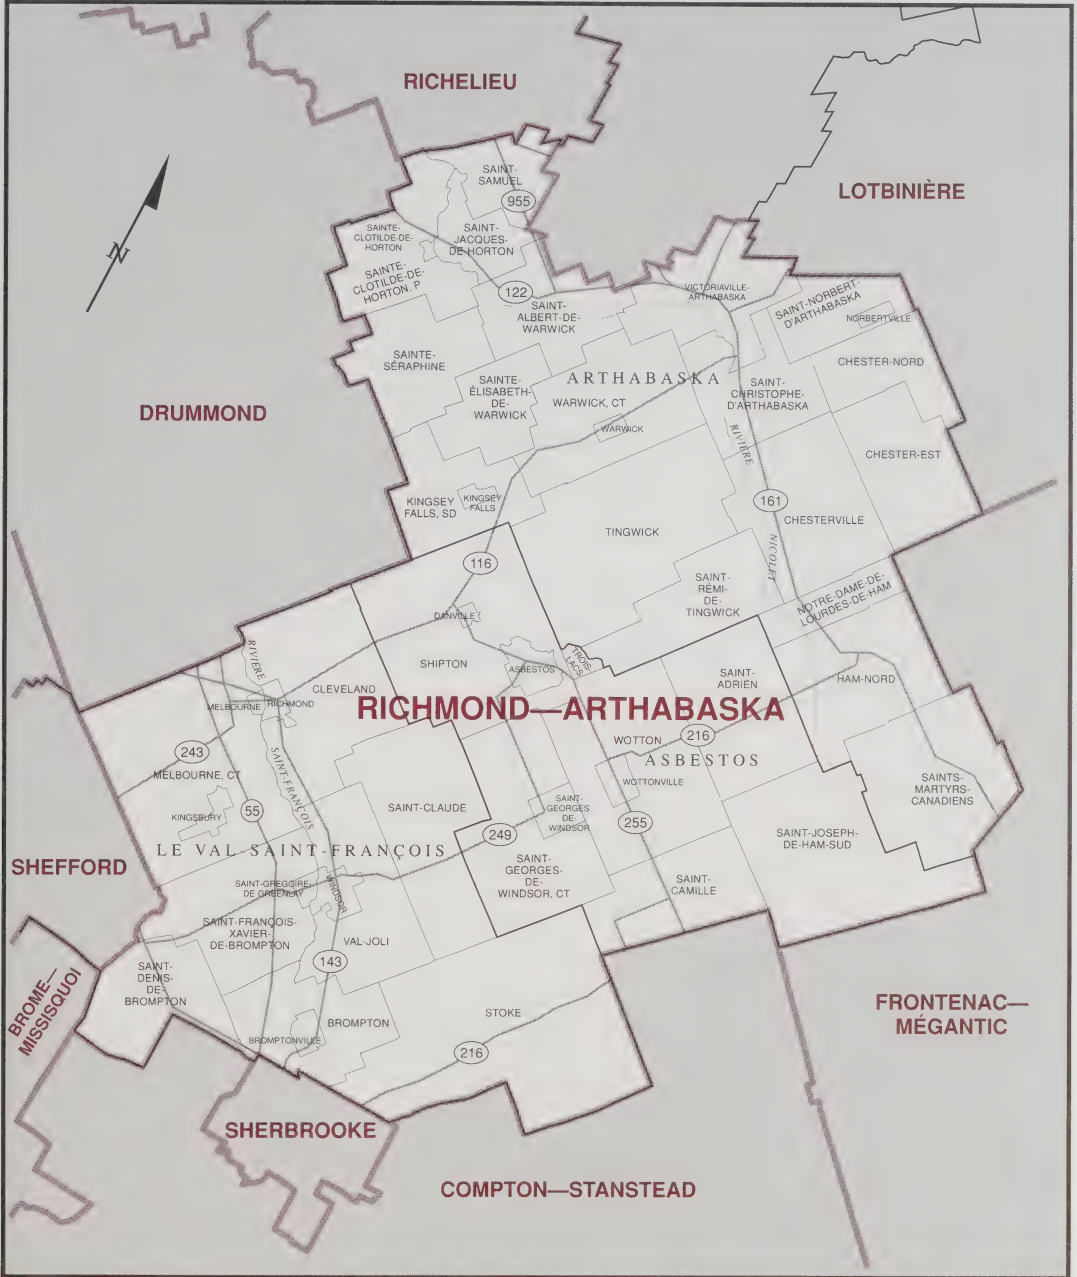 RICHELIEU
LOTBINIÈRE
SAINT-
SAMUEL
955
SAINTE-
CLOTILDE-DE-
HORTON
SAINT-
JACQUES-
DE-HORTON
SAINTE-
CLOTILDE-DE-
HORTON, P
122
SAINT-
ALBERT-DE-
WARWICK
VICTORIAVILLE-
ARTHABASKA
SAINT-NORBERT-
D'ARTHABASKA
NORBERTVILLE
SAINTE-
SÉRAPHINE
CHESTER-NORD
ARTHABASKA
SAINTE-
ÉLISABETH-
DE-
WARWICK
WARWICK, CT
SAINT-
CHRISTOPHE-
D'ARTHABASKA
DRUMMOND
WARWICK
RIVIÈRE
CHESTER-EST
KINGSEY
FALLS, SD
KINGSEY
FALLS
161
CHESTERVILLE
TINGWICK
NICOLET
116
SAINT-
RÉMI-
DE-
TINGWICK
NOTRE-DAME-DE-
LOURDES-DE-HAM
DANVILLE
RIVIÈRE
SHIPTON
ASBESTOS
TROIS-
LACS
SAINT-
ADRIEN
HAM-NORD
CLEVELAND
MELBOURNE
RICHMOND
RICHMOND—ARTHABASKA
WOTTON
216
243
ASBESTOS
MELBOURNE, CT
SAINT-FRANÇOIS
WOTTONVILLE
SAINTS-
MARTYRS-
CANADIENS
KINGSBURY
55
SAINT-CLAUDE
SAINT-
GEORGES
DE-
WINDSOR
249
255
SAINT-JOSEPH-
DE-HAM-SUD
LE VAL-SAINT-FRANÇOIS
SHEFFORD
SAINT-
GEORGES-
DE-
WINDSOR, CT
SAINT-
CAMILLE
SAINT-GRÉGOIRE-
DE GREENLAY
WINDSOR
SAINT-FRANÇOIS-
XAVIER-
DE-BROMPTON
VAL-JOLI
143
SAINT-
DENIS-
DE-
BROMPTON
BROME—
MISSISQUOI
FRONTENAC—
MÉGANTIC
BROMPTON
STOKE
BROMPTONVILLE
216
SHERBROOKE
COMPTON—STANSTEAD
N